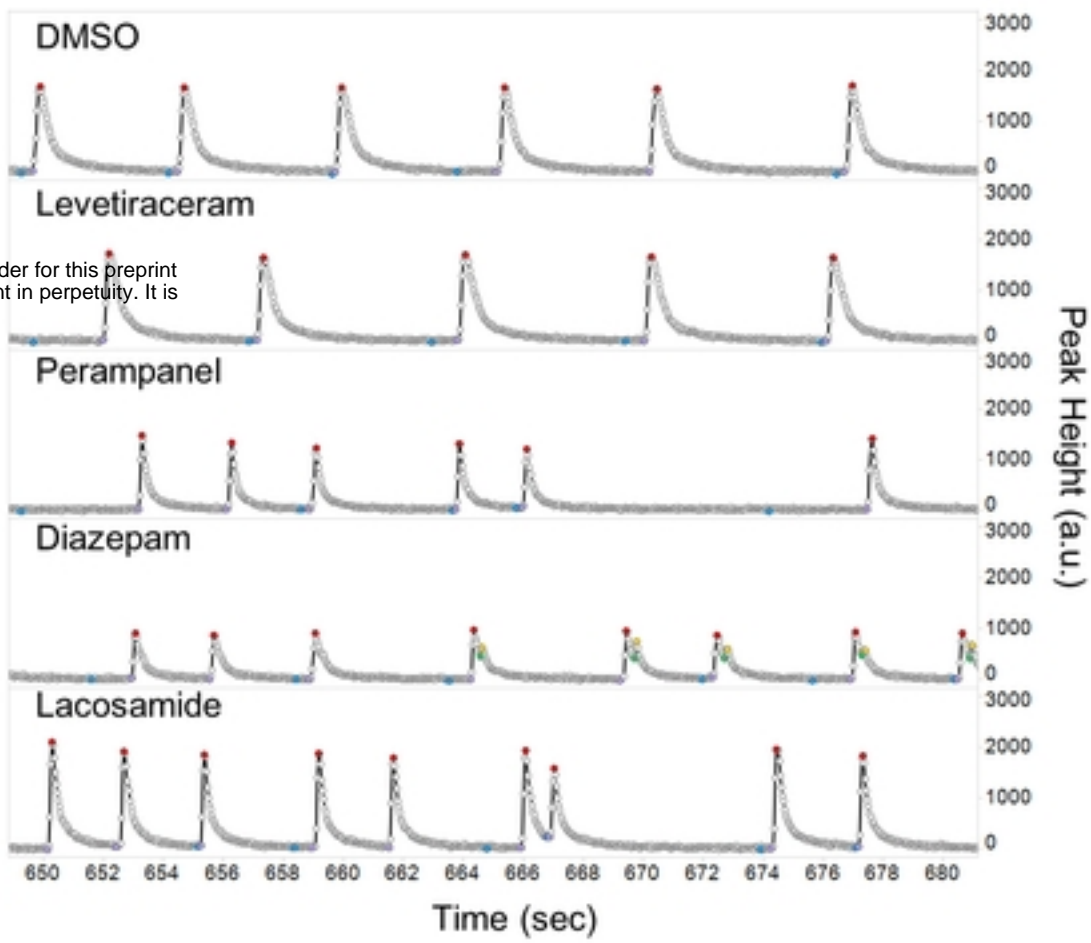 DMSO
3000
2000
1000
0
Levetiraceram
3000
2000
1000
0
der for this preprint
nt in perpetuity. It is
Perampanel
3000
2000
1000
0
Diazepam
3000
2000
1000
0
Lacosamide
3000
2000
1000
0
Peak Height (a.u.)
650 652 654 656 658 660 662 664 666 668 670 672 674 676 678 680
Time (sec)